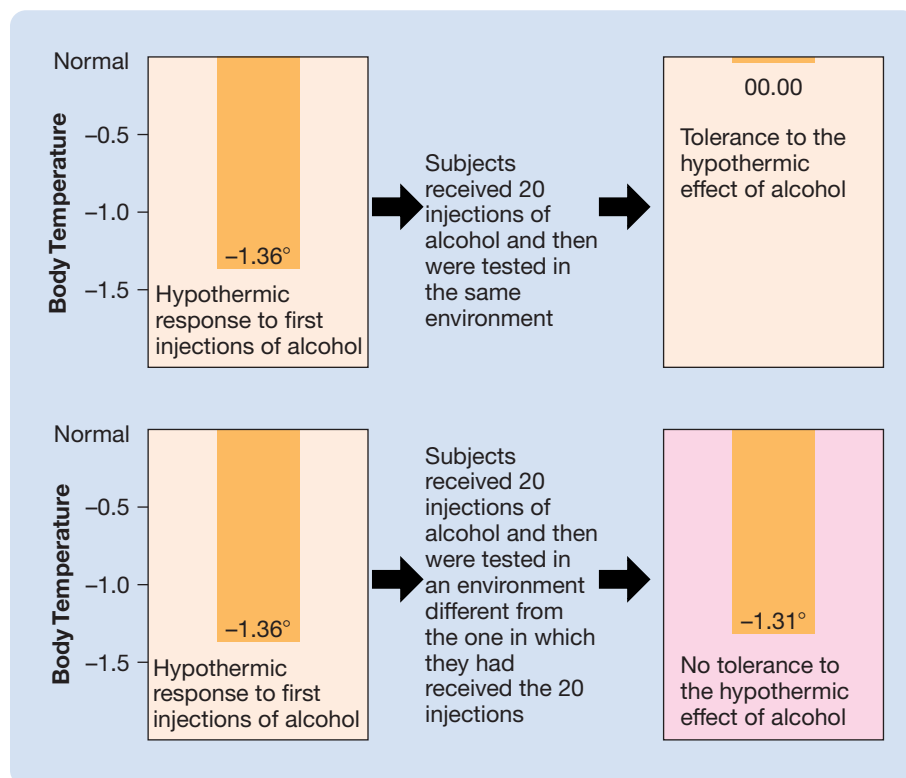 Normal
–0.5
–1.0
–1.5
Body Temperature
–1.36°
Hypothermic
response to first
injections of alcohol
Subjects
received 20
injections of
alcohol and then
were tested in
the same
environment
00.00
Tolerance to the
hypothermic
effect of alcohol
Normal
–0.5
–1.0
–1.5
Body Temperature
–1.36°
Hypothermic
response to first
injections of alcohol
Subjects
received 20
injections of
alcohol and then
were tested in
an environment
different from
the one in which
they had
received the 20
injections
–1.31°
No tolerance to
the hypothermic
effect of alcohol